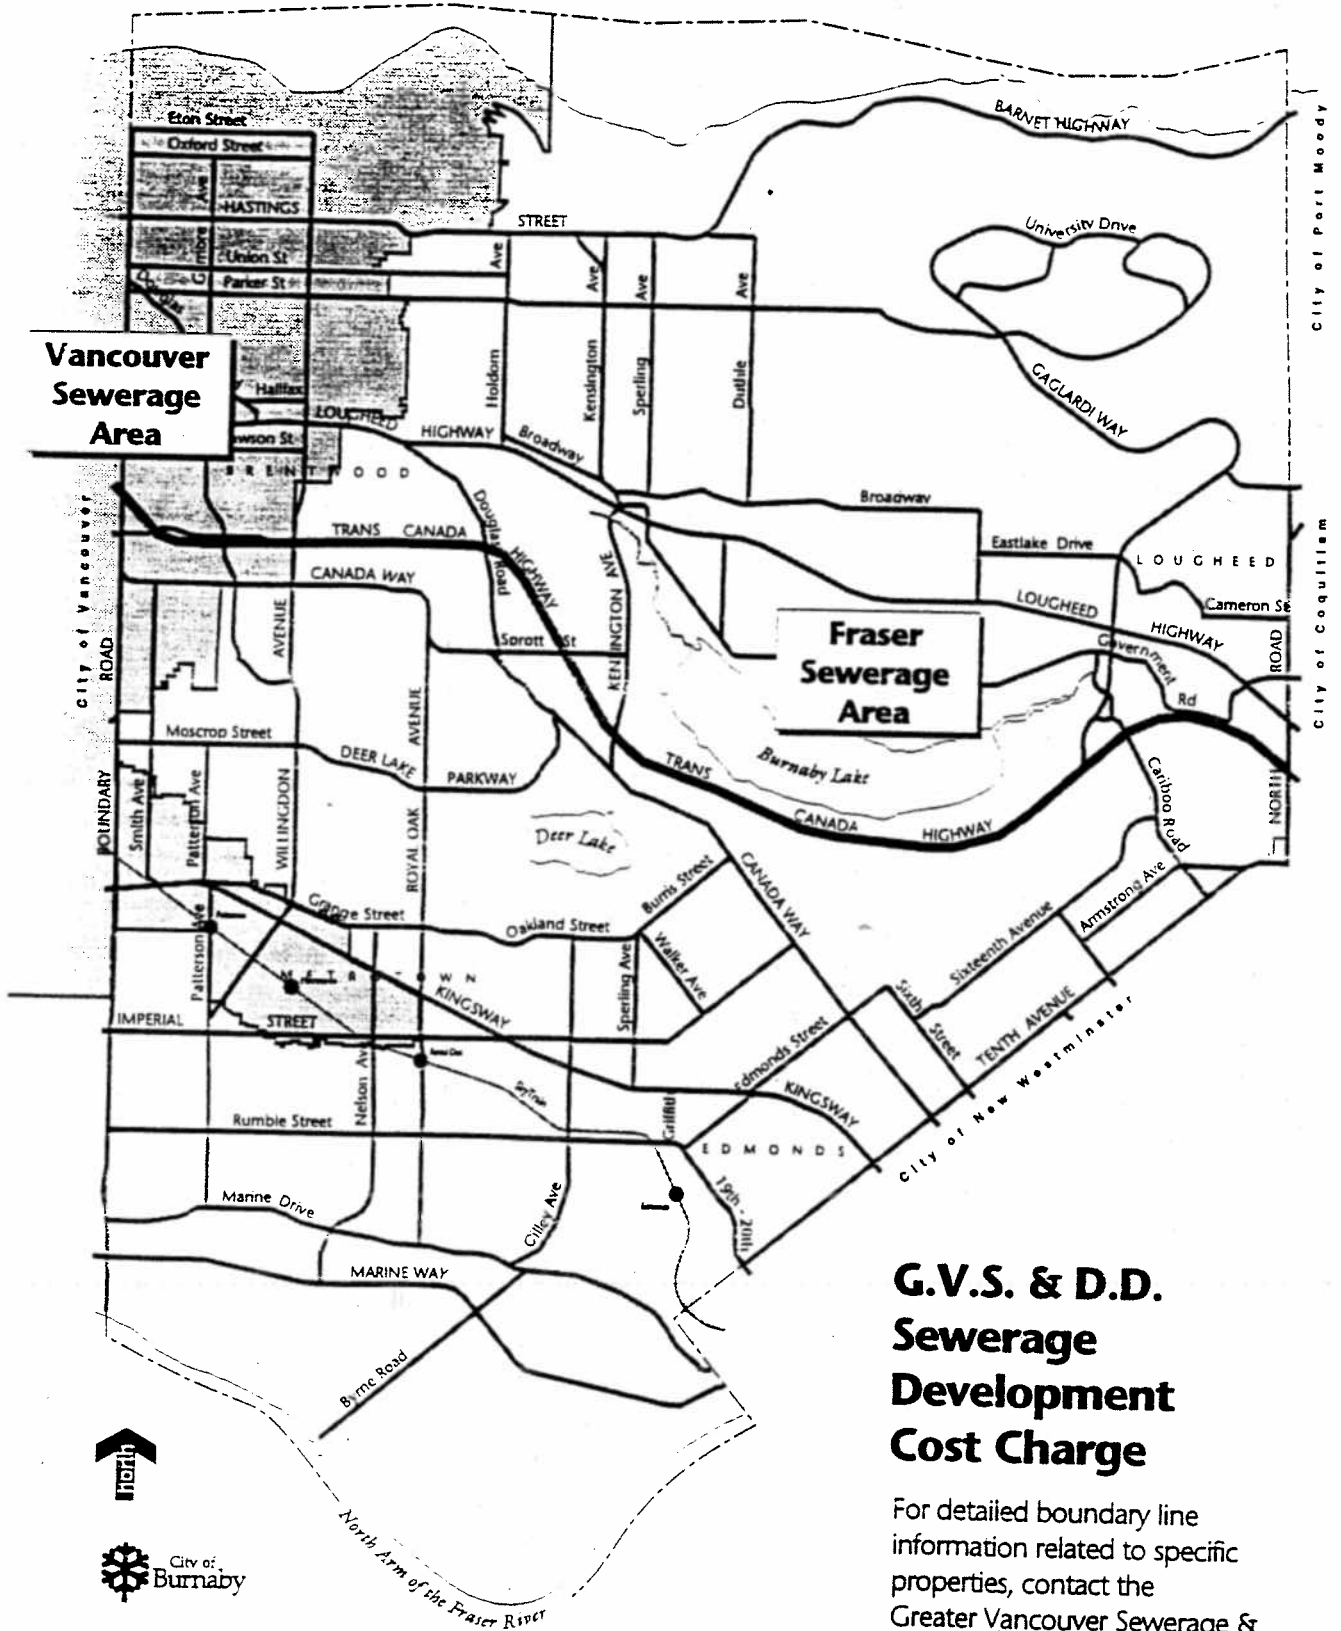 BARNET HIGHWAY
City of Port Moody
Eton Street
Oxford Street
Ave
HASTINGS
STREET
University Drive
Union St
Parker St
Douglas
Ave
Ave
Ave
Ave
Holdom
Kensington
Sperling
Duthie
GAGLARDI WAY
Vancouver
Sewerage
Area
Halifax
LOUGHEED
HIGHWAY
Broadway
BRENTWOOD
Broadway
City of Vancouver
TRANS CANADA
HIGHWAY
Douglas Road
Eastlake Drive
LOUGHEED
City of Coquitlam
CANADA WAY
KENSINGTON AVE
LOUGHEED
HIGHWAY
Cameron St
AVENUE
Sprott St
Fraser
Sewerage
Area
Government
Rd
ROAD
ROAD
AVENUE
Moscrop Street
DEER LAKE
PARKWAY
TRANS
CANADA
HIGHWAY
Burnaby Lake
Cariboo Road
NORTH
BOUNDARY
Smith Ave
Patterson Ave
WILLINGDON
ROYAL OAK
Deer Lake
Burris Street
CANADA WAY
Armstrong Ave
Grange Street
Oakland Street
Walker Ave
Sixteenth Avenue
Patterson Ave
METROTOWN
KINGSWAY
Sperling Ave
Sixth
Street
TENTH AVENUE
IMPERIAL
STREET
Edmonds Street
City of New Westminster
Nelson Ave
SkyTrain
KINGSWAY
Rumble Street
Griffith
EDMONDS
19th - 20th
Marine Drive
Gilley Ave
MARINE WAY
Byrne Road
G.V.S. & D.D.
Sewerage
Development
Cost Charge
north
North Arm of the Fraser River
City of
Burnaby
For detailed boundary line
information related to specific
properties, contact the
Greater Vancouver Sewerage &